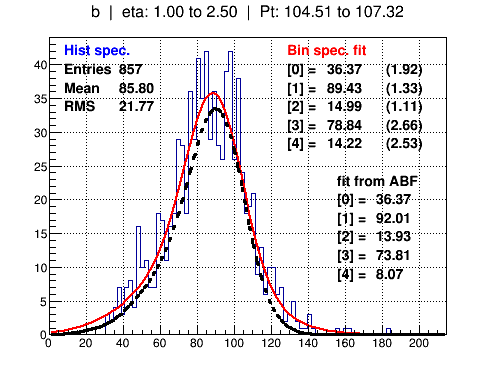 b | eta: 1.00 to 2.50 | Pt: 104.51 to 107.32
Hist spec.
Entries 857
Mean 85.80
RMS 21.77
Bin spec. fit
[0] = 36.37 (1.92)
[1] = 89.43 (1.33)
[2] = 14.99 (1.11)
[3] = 78.84 (2.66)
[4] = 14.22 (2.53)
fit from ABF
[0] = 36.37
[1] = 92.01
[2] = 13.93
[3] = 73.81
[4] = 8.07
40
35
30
25
20
15
10
5
0
0 20 40 60 80 100 120 140 160 180 200